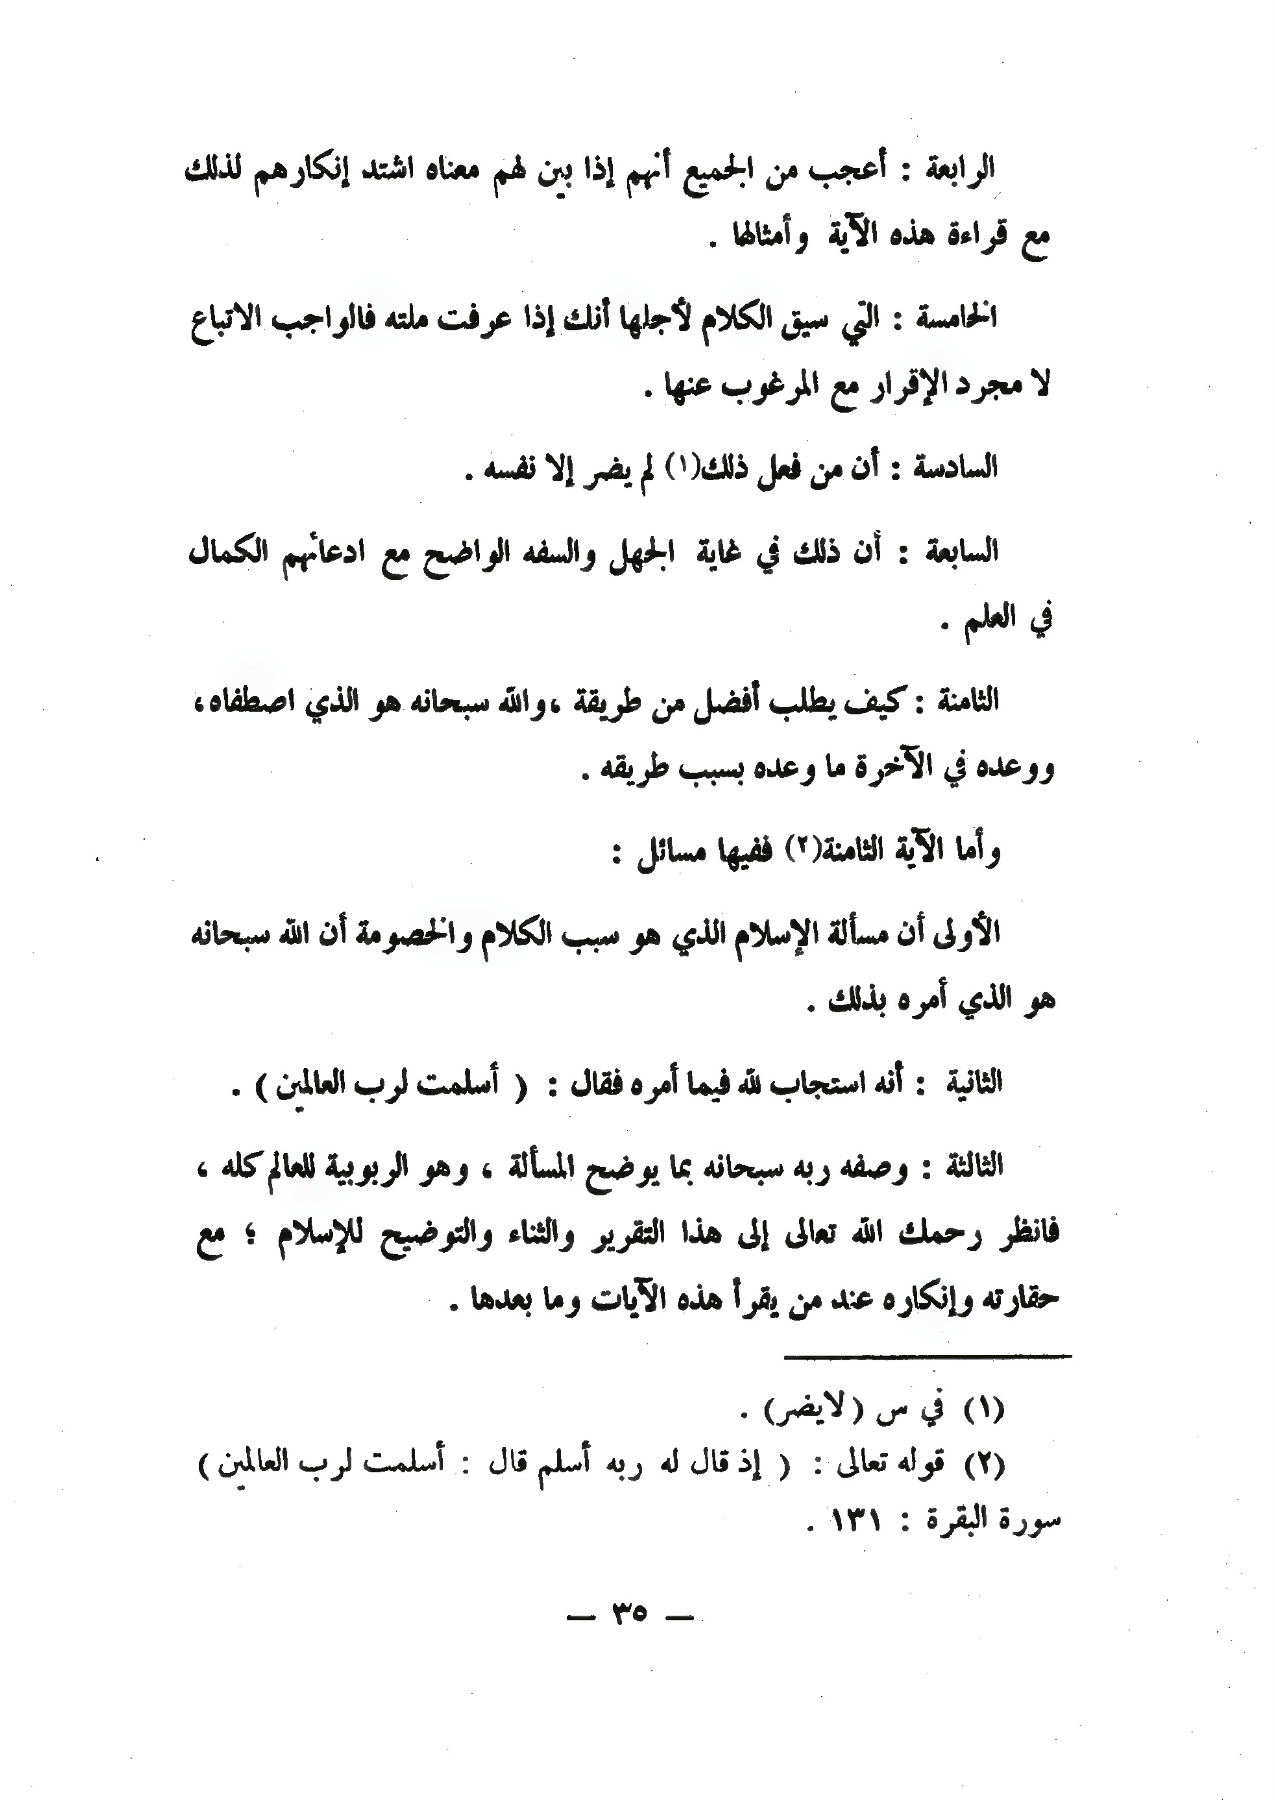 الرابعة : أعجب من الجميع أنهم إذا بين لهم معناه اشتد إنكارهم لذلك
مع قراءة هذه الآية وأمثالها .
الخامسة : التي سيق الكلام لأجلها أنك إذا عرفت ملته فالواجب الاتباع
لا مجرد الإقرار مع المرغوب عنها .
السادسة : أن من فعل ذلك(١) لم يضر إلا نفسه .
السابعة : أن ذلك في غاية الجهل والسفه الواضح مع ادعائهم الكمال
في العلم .
الثامنة : كيف يطلب أفضل من طريقة ، والله سبحانه هو الذي اصطفاه ،
ووعده في الآخرة ما وعده بسبب طريقه .
وأما الآية الثامنة(٢) ففيها مسائل :
الأولى أن مسألة الإسلام الذي هو سبب الكلام والخصومة أن الله سبحانه
هو الذي أمره بذلك .
الثانية : أنه استجاب لله فيما أمره فقال : ( أسلمت لرب العالمين ) .
الثالثة : وصفه ربه سبحانه بما يوضح المسألة ، وهو الربوبية للعالم كله ،
فانظر رحمك الله تعالى إلى هذا التقرير والثناء والتوضيح للإسلام ؛ مع
حقارته وإنكاره عند من يقرأ هذه الآيات وما بعدها .
(١) في س (لايضر) .
(٢) قوله تعالى : ( إذ قال له ربه أسلم قال : أسلمت لرب العالمين )
سورة البقرة : ١٣١ .
— ٣٥ —